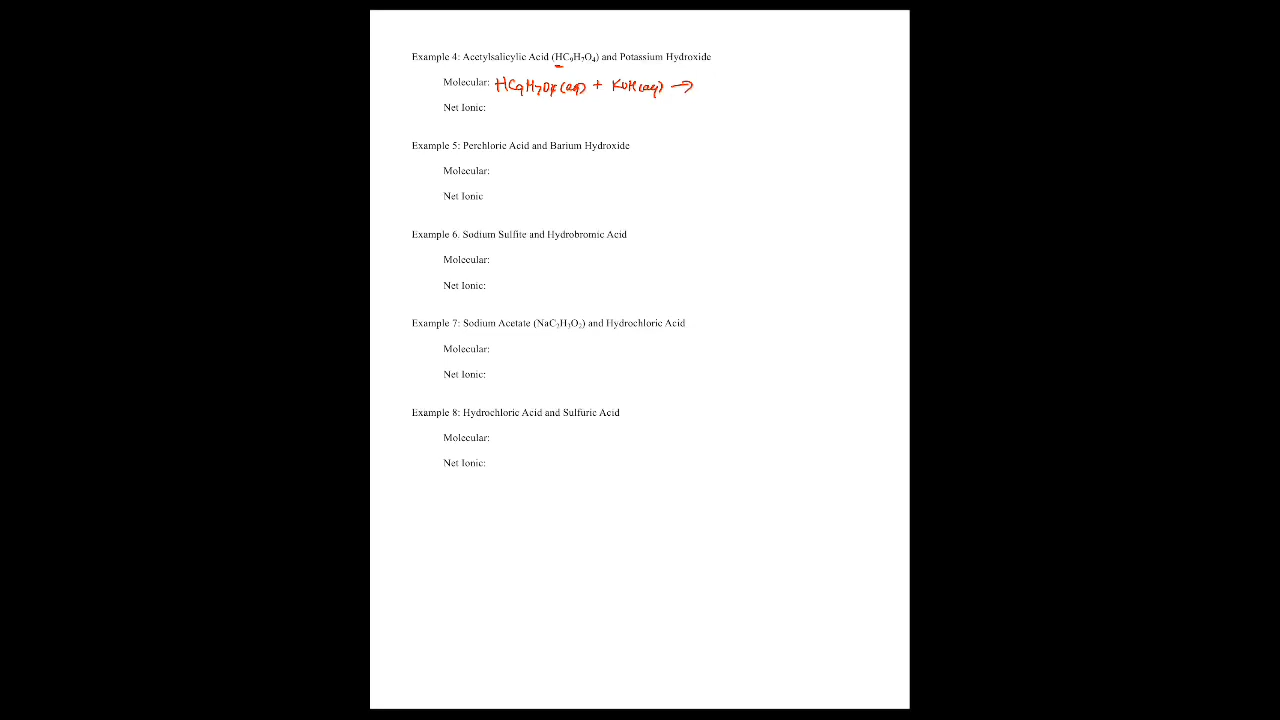 Example 4: Acetylsalicylic Acid (HC₉H₇O₄) and Potassium Hydroxide
Molecular: HC₉H₇O₄(aq) + KOH(aq) →
Net Ionic:
Example 5: Perchloric Acid and Barium Hydroxide
Molecular:
Net Ionic
Example 6. Sodium Sulfite and Hydrobromic Acid
Molecular:
Net Ionic:
Example 7: Sodium Acetate (NaC₂H₃O₂) and Hydrochloric Acid
Molecular:
Net Ionic:
Example 8: Hydrochloric Acid and Sulfuric Acid
Molecular:
Net Ionic: